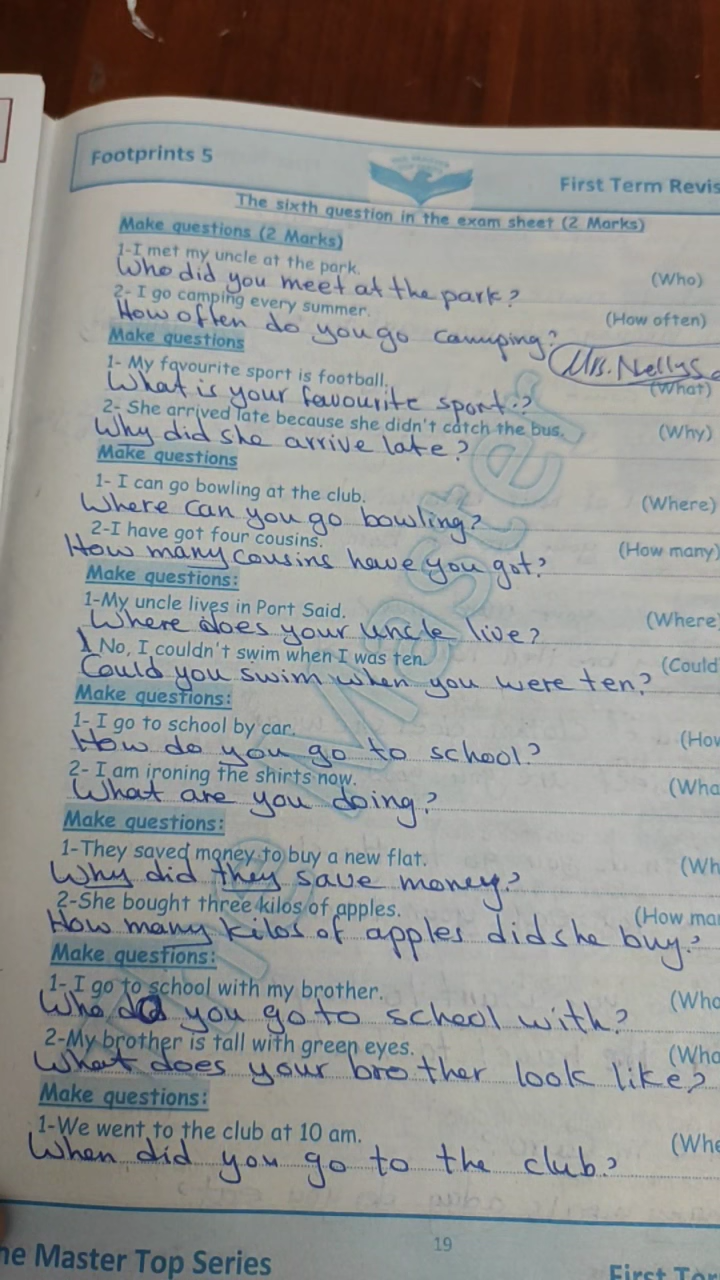 Footprints 5
First Term Revis
The sixth question in the exam sheet (2 Marks)
Make questions (2 Marks)
1-I met my uncle at the park. (Who)
Who did you meet at the park?
2- I go camping every summer. (How often)
How often do you go camping?
Make questions
Mrs. Nelly
1- My favourite sport is football. (What)
What is your favourite sport?
2- She arrived late because she didn't catch the bus. (Why)
Why did she arrive late?
Make questions
1- I can go bowling at the club. (Where)
Where can you go bowling?
2-I have got four cousins. (How many)
How many cousins have you got?
Make questions:
1-My uncle lives in Port Said. (Where)
Where does your uncle live?
No, I couldn't swim when I was ten. (Could
Could you swim when you were ten?
Make questions:
1- I go to school by car. (How
How do you go to school?
2- I am ironing the shirts now. (Wha
What are you doing?
Make questions:
1-They saved money to buy a new flat. (Wh
Why did they save money?
2-She bought three kilos of apples. (How mar
How many kilos of apples did she buy?
Make questions:
1- I go to school with my brother. (Who
Who do you go to school with?
2-My brother is tall with green eyes. (Wha
What does your brother look like?
Make questions:
1-We went to the club at 10 am. (Whe
When did you go to the club?
The Master
19
he Master Top Series
First Ter